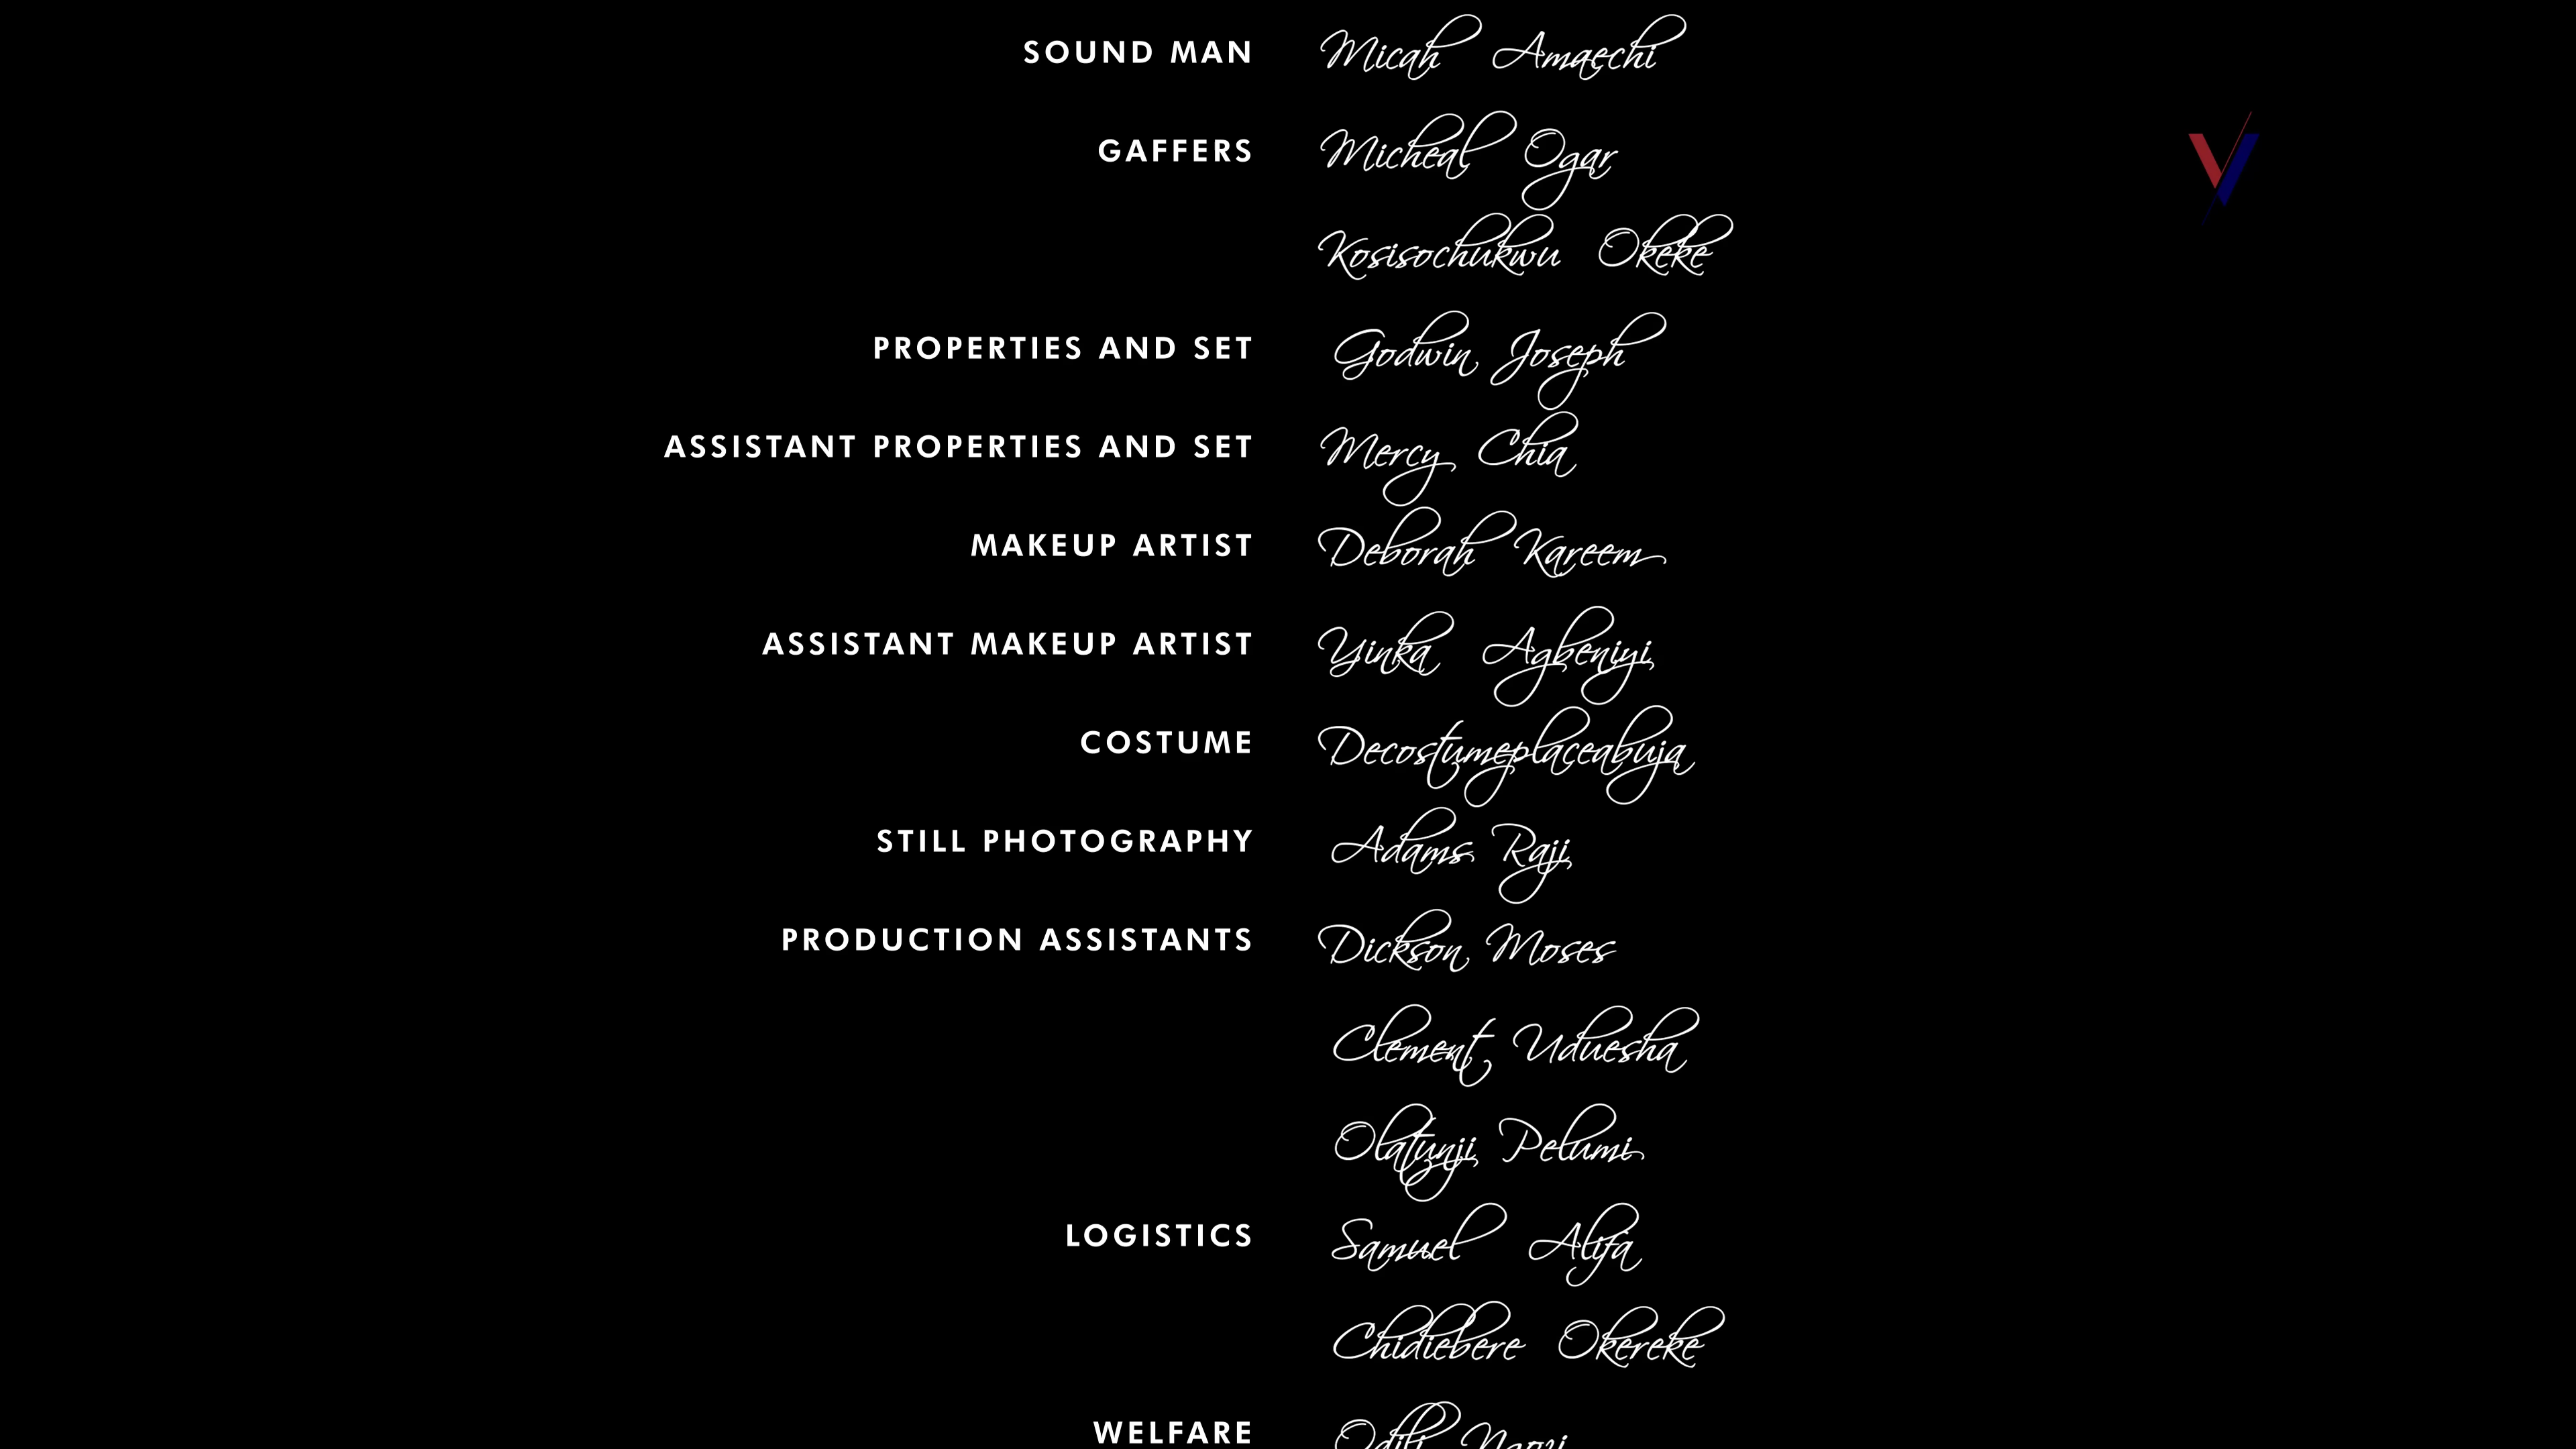 SOUND MAN Micah Amaechi
GAFFERS Micheal Ogar
Kosisochukwu Okeke
PROPERTIES AND SET Godwin Joseph
ASSISTANT PROPERTIES AND SET Mercy Chia
MAKEUP ARTIST Deborah Kareem
ASSISTANT MAKEUP ARTIST Yinka Agbeniyi
COSTUME Decostumeplaceabuja
STILL PHOTOGRAPHY Adams Raji
PRODUCTION ASSISTANTS Dickson Moses
Clement Uduesha
Olatunji Pelumi
LOGISTICS Samuel Alifa
Chidiebere Okereke
WELFARE Odili Ngozi